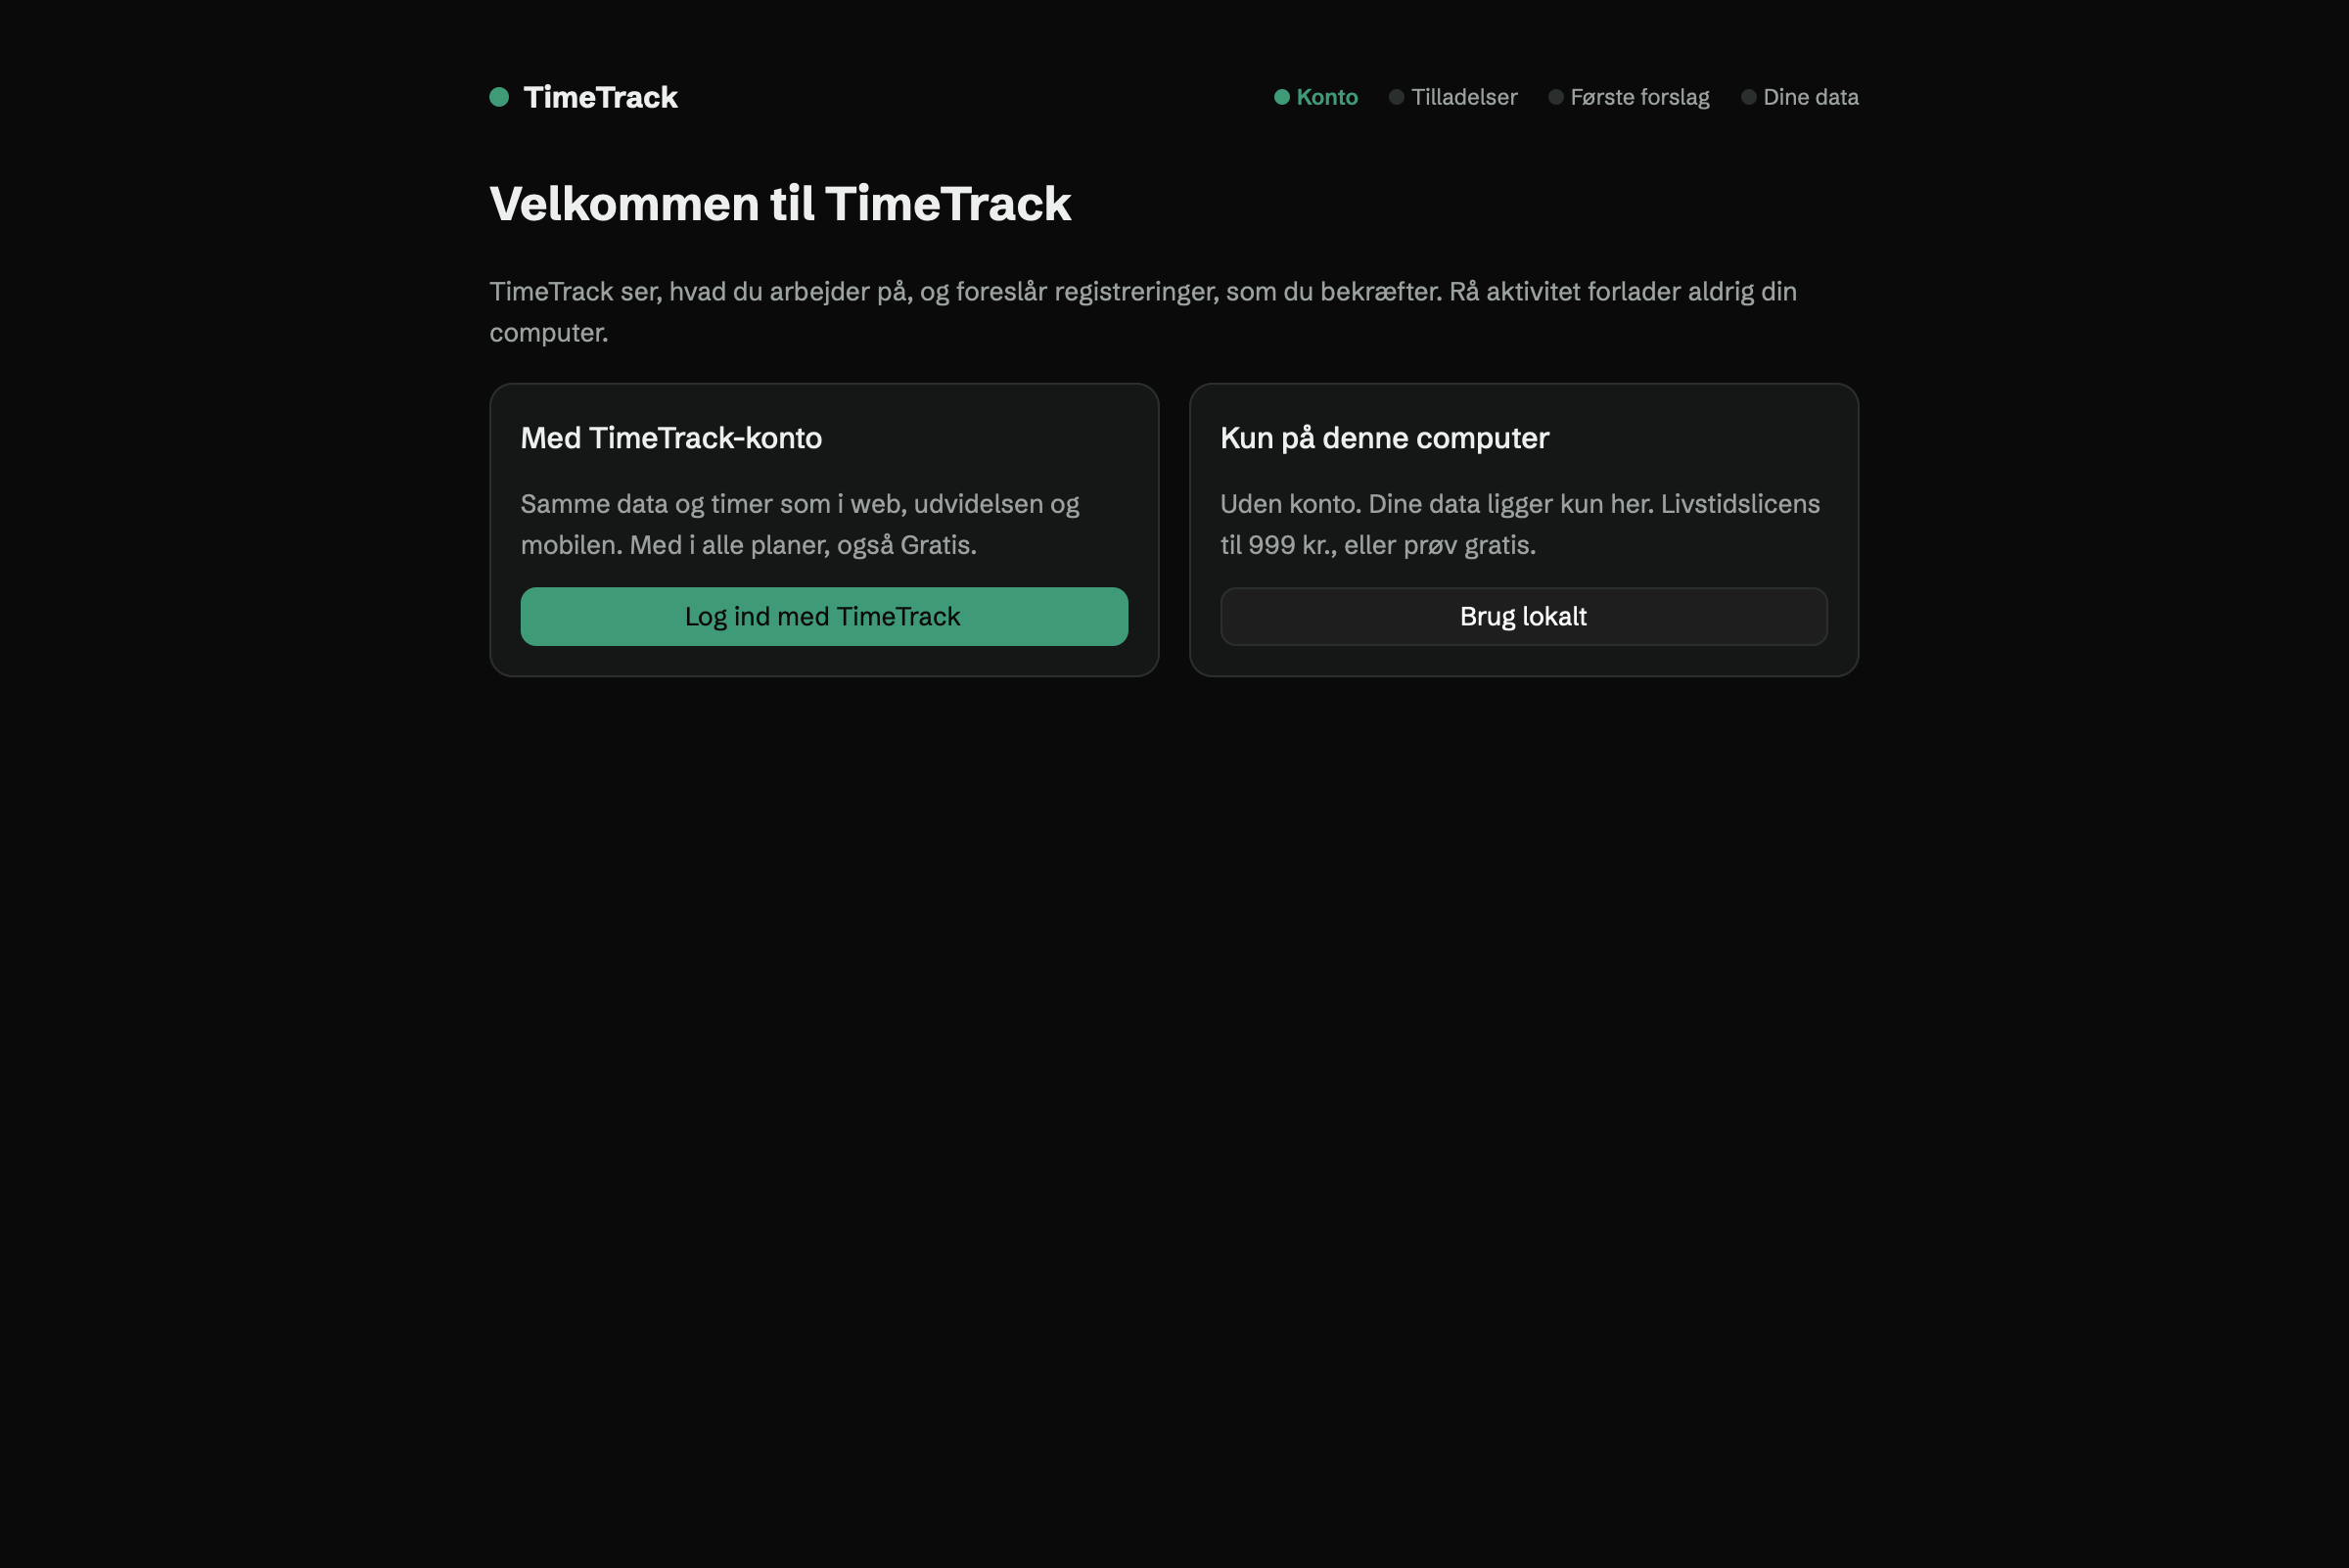 TimeTrack
Konto
Tilladelser
Første forslag
Dine data
Velkommen til TimeTrack
TimeTrack ser, hvad du arbejder på, og foreslår registreringer, som du bekræfter. Rå aktivitet forlader aldrig din
computer.
Med TimeTrack-konto
Samme data og timer som i web, udvidelsen og
mobilen. Med i alle planer, også Gratis.
Log ind med TimeTrack
Kun på denne computer
Uden konto. Dine data ligger kun her. Livstidslicens
til 999 kr., eller prøv gratis.
Brug lokalt